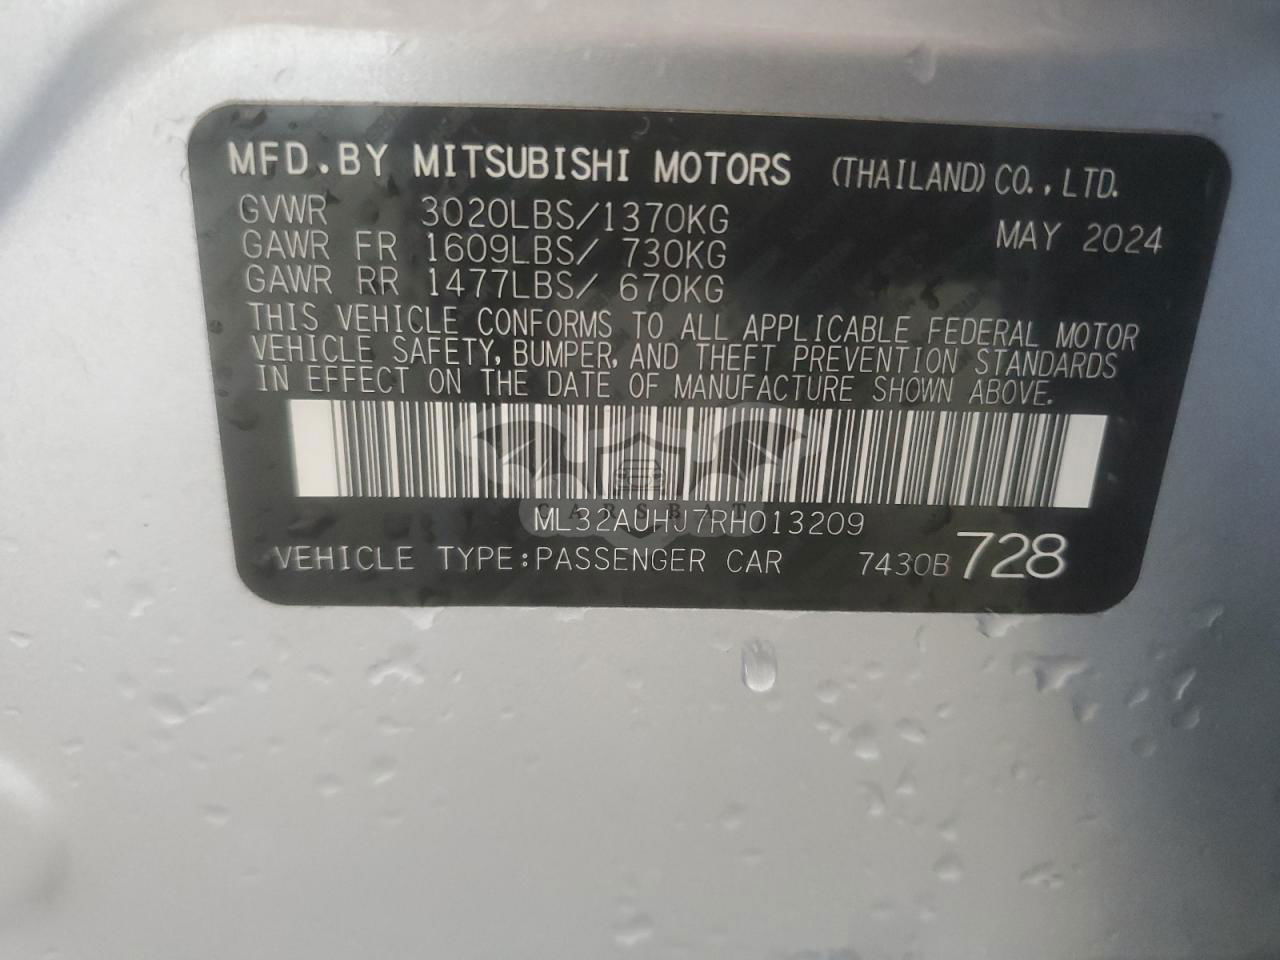 MFD.BY MITSUBISHI MOTORS (THAILAND) CO., LTD.
GVWR 3020LBS/1370KG MAY 2024
GAWR FR 1609LBS/ 730KG
GAWR RR 1477LBS/ 670KG
THIS VEHICLE CONFORMS TO ALL APPLICABLE FEDERAL MOTOR
VEHICLE SAFETY, BUMPER, AND THEFT PREVENTION STANDARDS
IN EFFECT ON THE DATE OF MANUFACTURE SHOWN ABOVE.
CARSBAT
ML32AUHJ7RH013209
VEHICLE TYPE:PASSENGER CAR 7430B 728